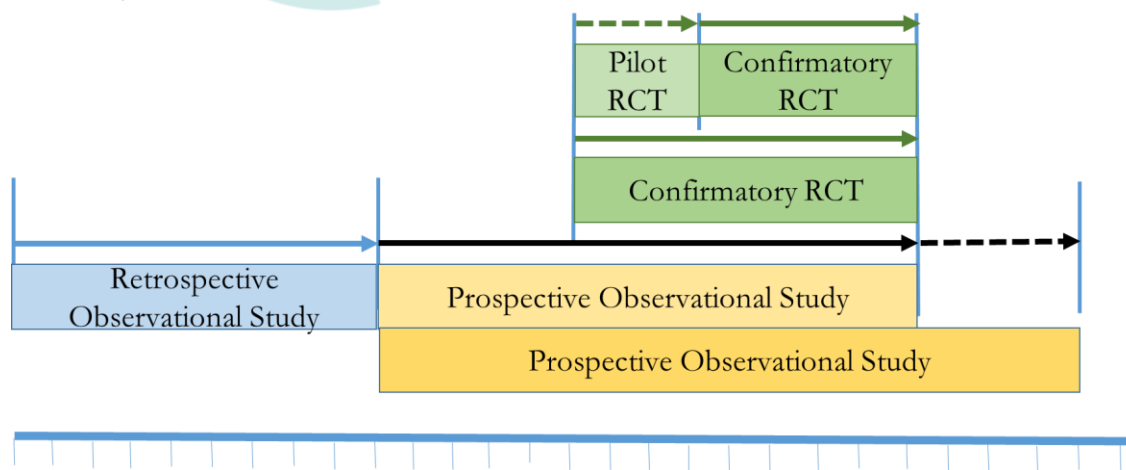 Pilot
RCT
Confirmatory
RCT
Confirmatory RCT
Retrospective
Observational Study
Prospective Observational Study
Prospective Observational Study